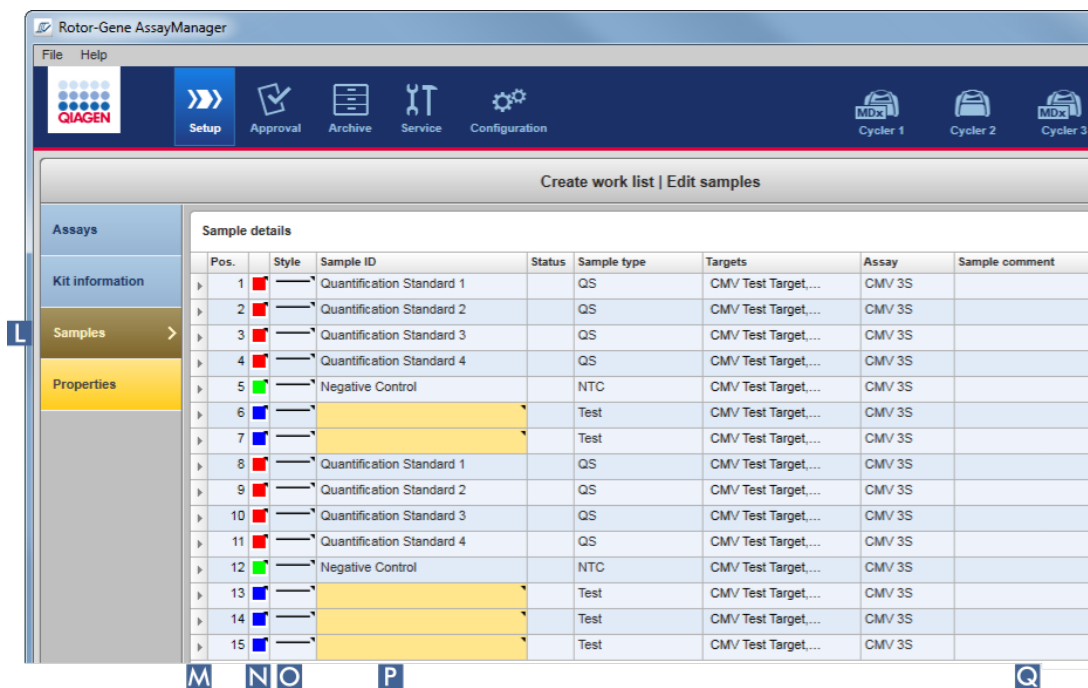 Rotor-Gene AssayManager
File Help
QIAGEN
Setup Approval Archive Service Configuration
MDx Cycler 1 Cycler 2 MDx Cycler 3
Create work list | Edit samples
Assays
Kit information
Samples
Properties
Sample details
Pos. Style Sample ID Status Sample type Targets Assay Sample comment
1 Quantification Standard 1 QS CMV Test Target,... CMV 3S
2 Quantification Standard 2 QS CMV Test Target,... CMV 3S
3 Quantification Standard 3 QS CMV Test Target,... CMV 3S
4 Quantification Standard 4 QS CMV Test Target,... CMV 3S
5 Negative Control NTC CMV Test Target,... CMV 3S
6 Test CMV Test Target,... CMV 3S
7 Test CMV Test Target,... CMV 3S
8 Quantification Standard 1 QS CMV Test Target,... CMV 3S
9 Quantification Standard 2 QS CMV Test Target,... CMV 3S
10 Quantification Standard 3 QS CMV Test Target,... CMV 3S
11 Quantification Standard 4 QS CMV Test Target,... CMV 3S
12 Negative Control NTC CMV Test Target,... CMV 3S
13 Test CMV Test Target,... CMV 3S
14 Test CMV Test Target,... CMV 3S
15 Test CMV Test Target,... CMV 3S
L
M N O P Q